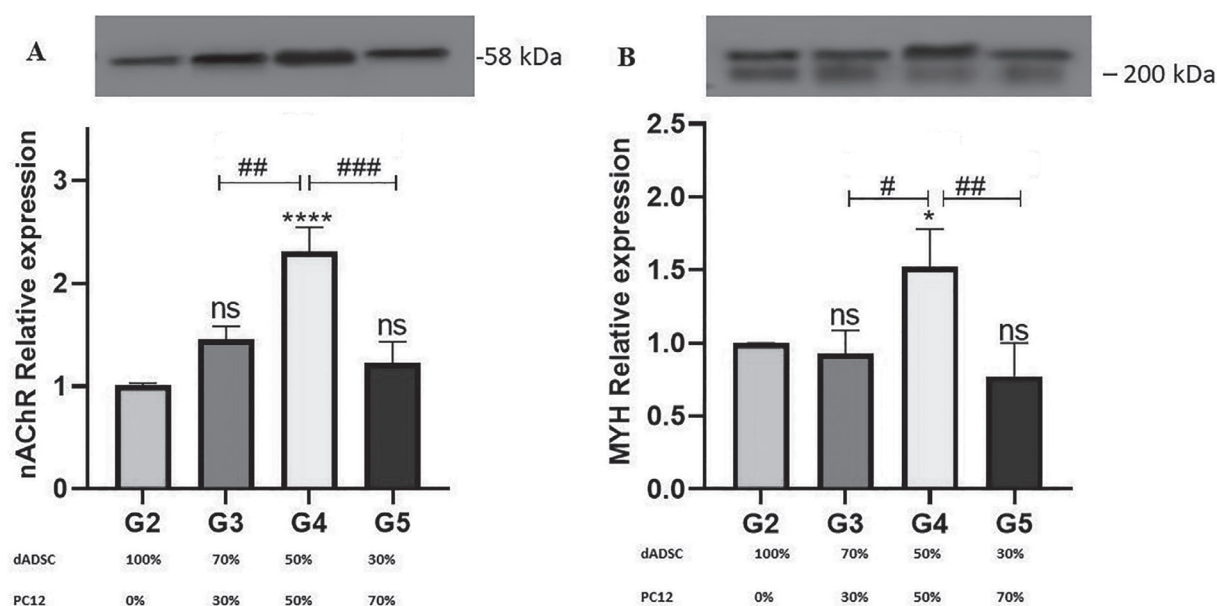 A
-58 kDa
nAChR Relative expression
3
2
1
0
##
###
****
ns
ns
G2 G3 G4 G5
dADSC 100% 70% 50% 30%
PC12 0% 30% 50% 70%
B
– 200 kDa
MYH Relative expression
2.5
2.0
1.5
1.0
0.5
0.0
#
##
*
ns
ns
G2 G3 G4 G5
dADSC 100% 70% 50% 30%
PC12 0% 30% 50% 70%